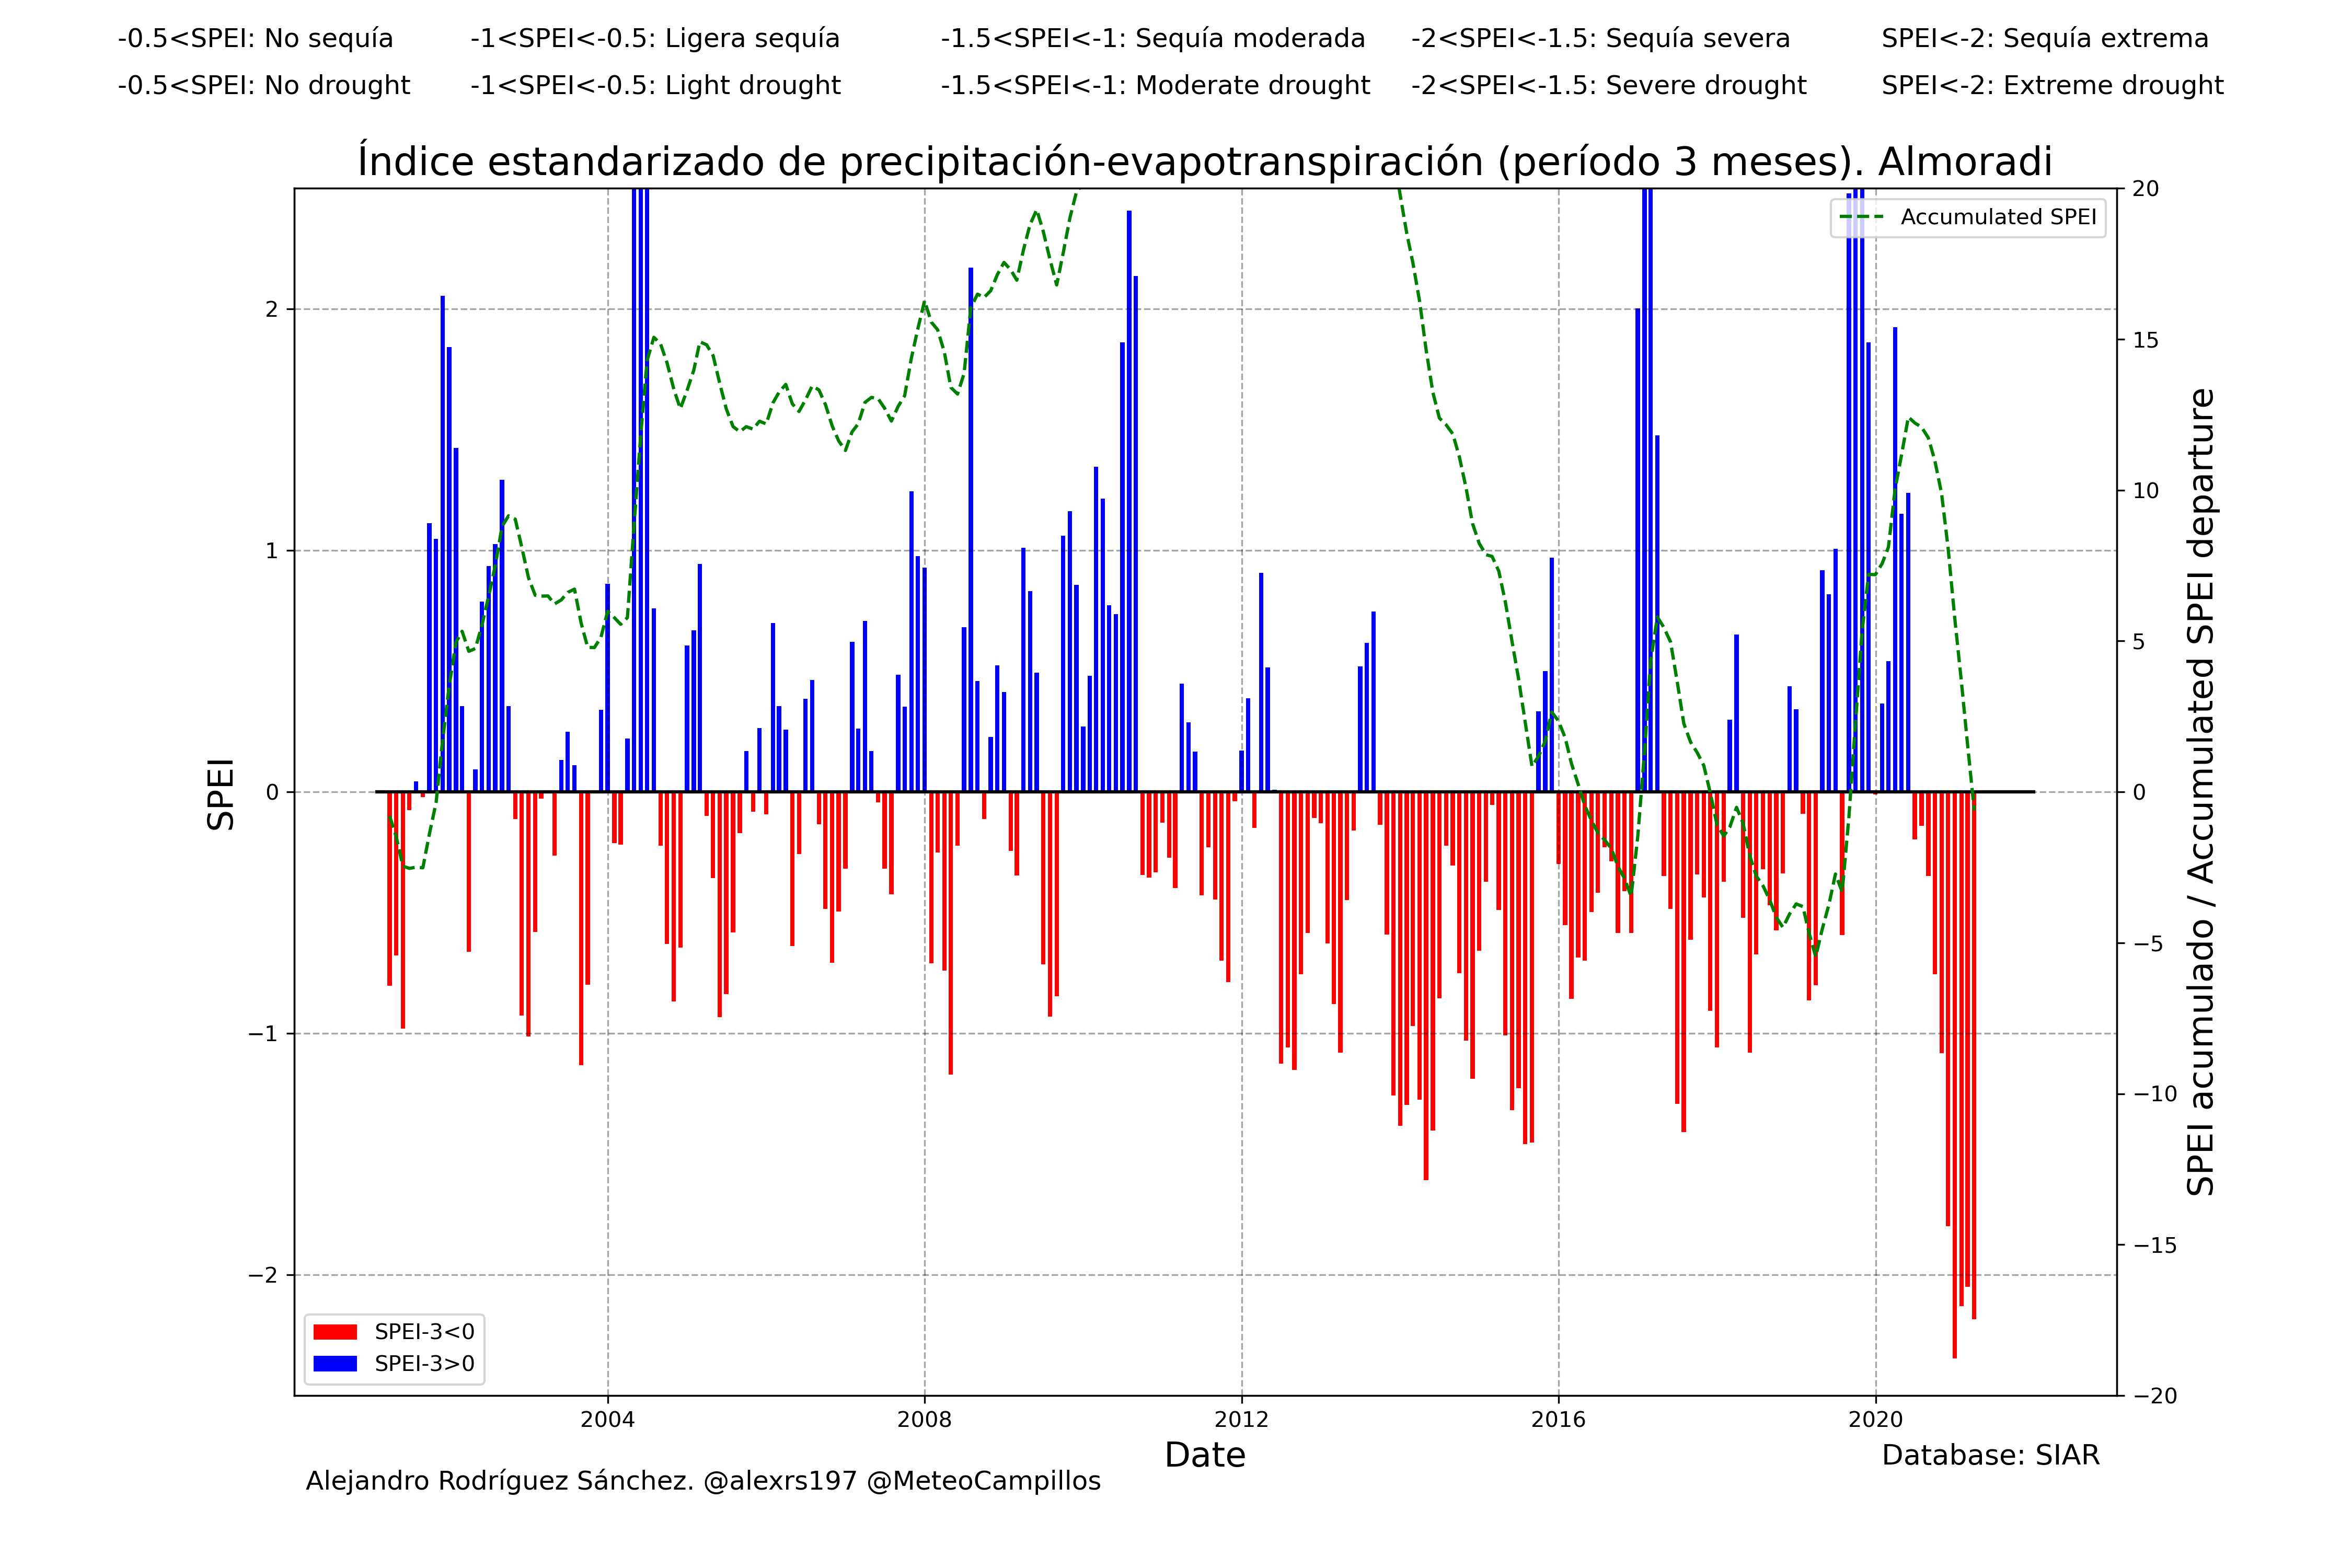 -0.5<SPEI: No sequía -1<SPEI<-0.5: Ligera sequía -1.5<SPEI<-1: Sequía moderada -2<SPEI<-1.5: Sequía severa SPEI<-2: Sequía extrema
-0.5<SPEI: No drought -1<SPEI<-0.5: Light drought -1.5<SPEI<-1: Moderate drought -2<SPEI<-1.5: Severe drought SPEI<-2: Extreme drought
Índice estandarizado de precipitación-evapotranspiración (período 3 meses). Almoradi
SPEI
2
1
0
−1
−2
Accumulated SPEI
20
15
10
5
0
−5
−10
−15
−20
SPEI acumulado / Accumulated SPEI departure
SPEI-3<0
SPEI-3>0
2004 2008 2012 2016 2020
Date
Database: SIAR
Alejandro Rodríguez Sánchez. @alexrs197 @MeteoCampillos